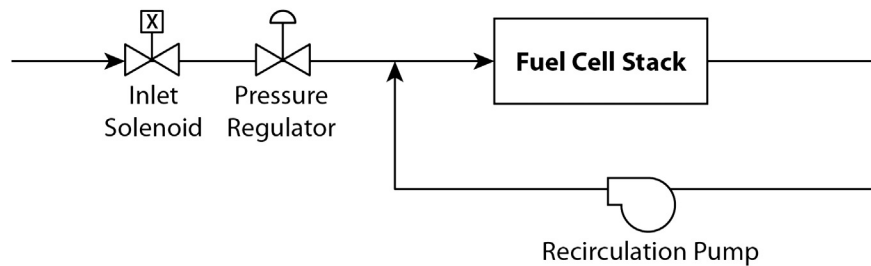 X
Fuel Cell Stack
Inlet
Solenoid
Pressure
Regulator
Recirculation Pump